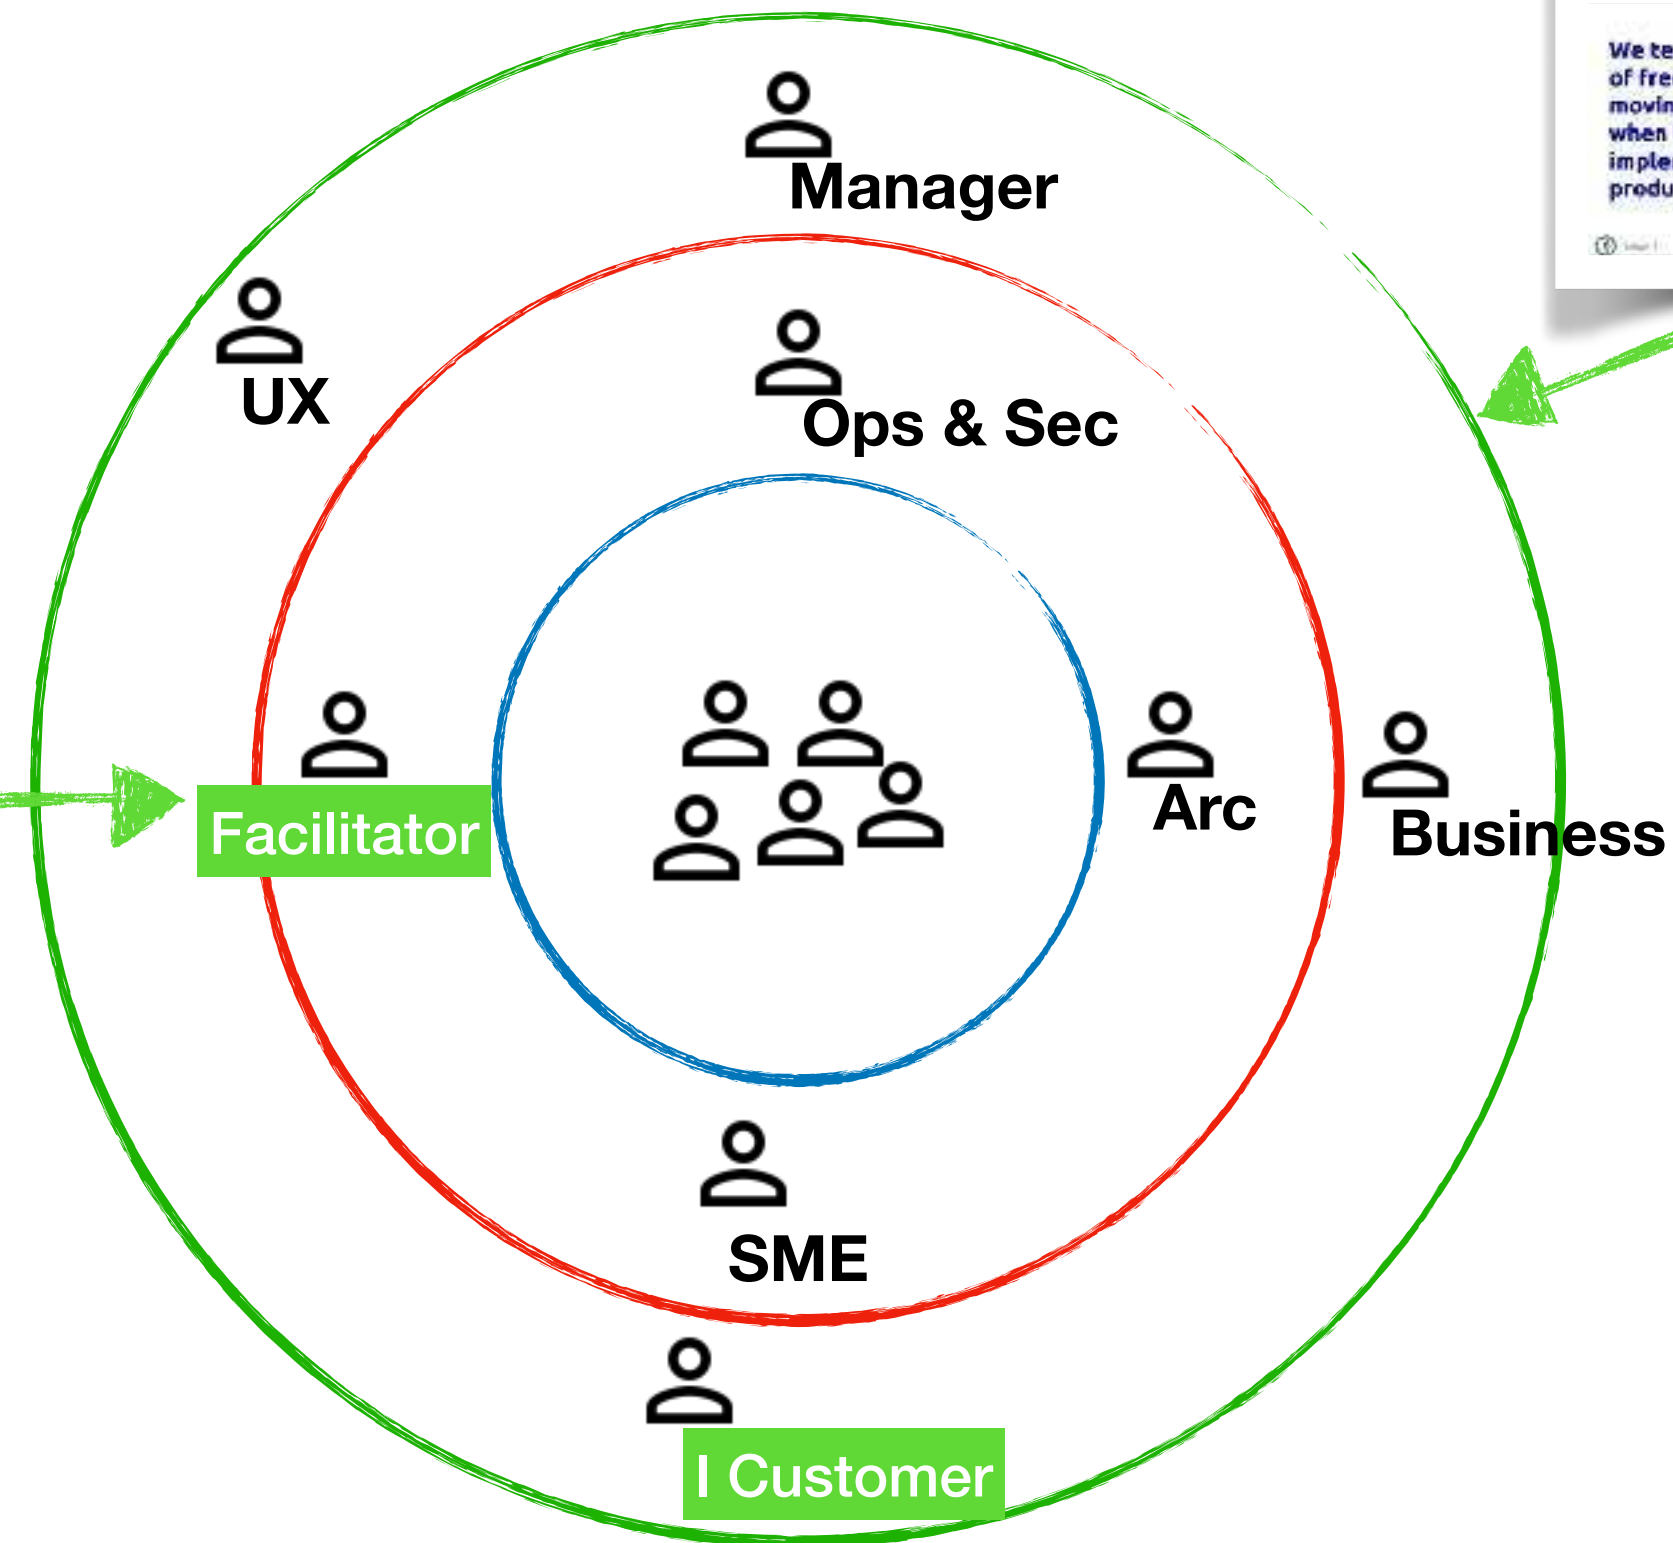 We te
of fre
movin
when
imple
produ
Manager
UX
Ops & Sec
Facilitator
Arc
Business
SME
I Customer